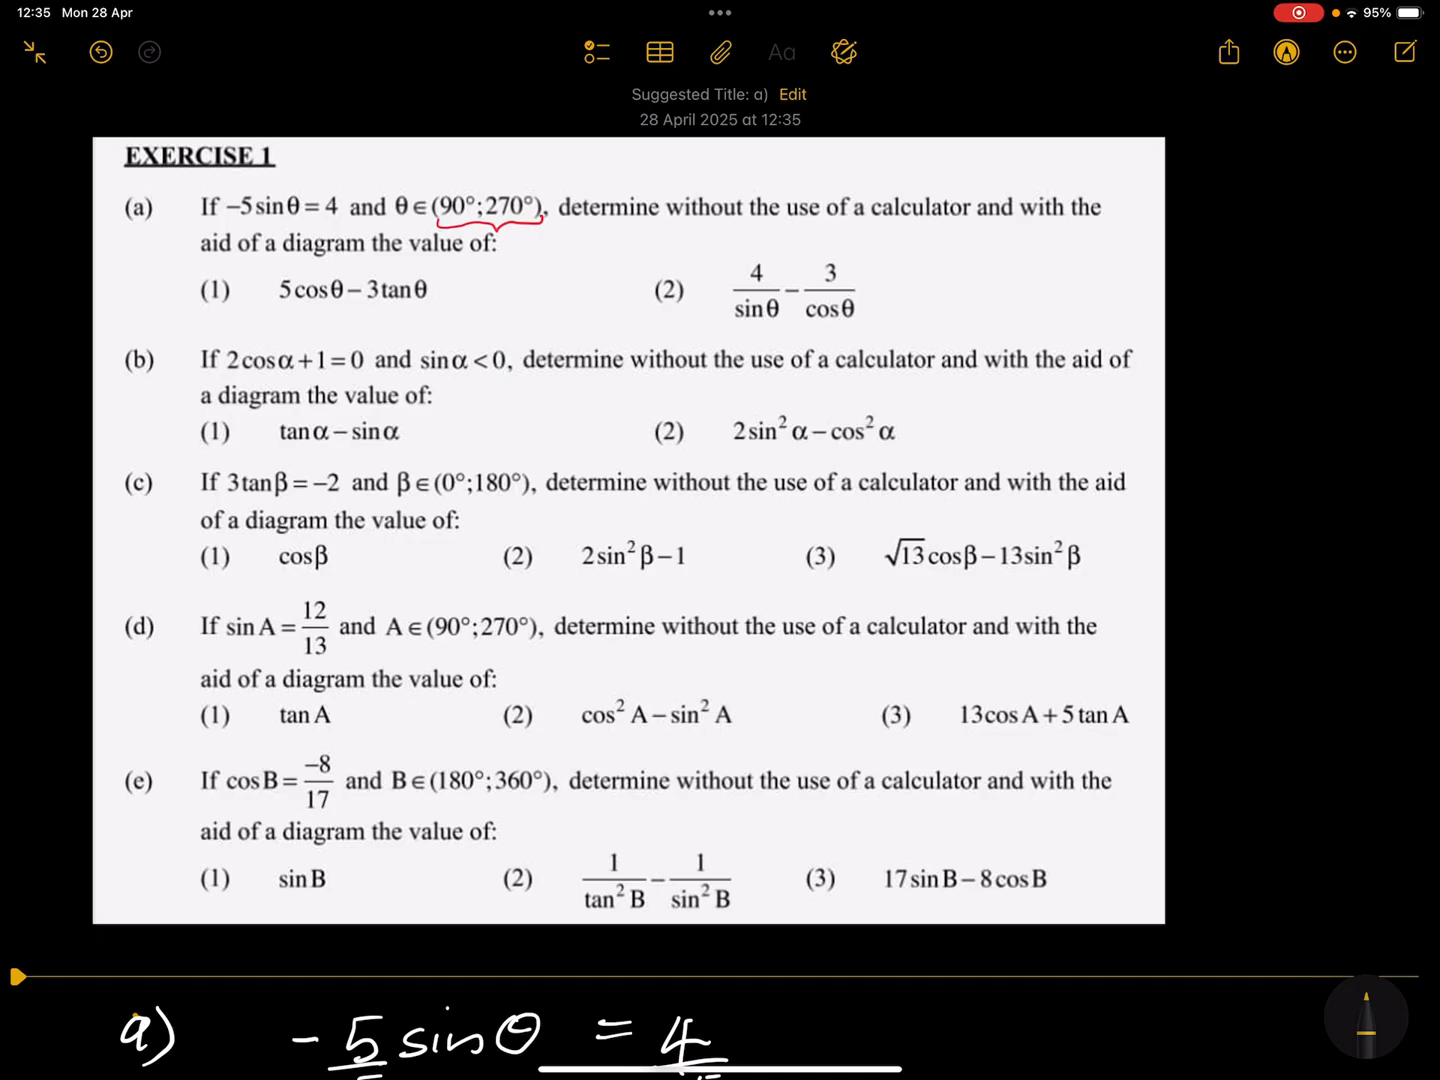 12:35 Mon 28 Apr
95%
Aa
Suggested Title: a) Edit
28 April 2025 at 12:35
EXERCISE 1
(a) If −5 sin θ = 4 and θ ∈ (90°; 270°), determine without the use of a calculator and with the
aid of a diagram the value of:
(1) 5 cos θ − 3 tan θ (2) 4/sin θ − 3/cos θ
(b) If 2 cos α + 1 = 0 and sin α < 0, determine without the use of a calculator and with the aid of
a diagram the value of:
(1) tan α − sin α (2) 2 sin² α − cos² α
(c) If 3 tan β = −2 and β ∈ (0°; 180°), determine without the use of a calculator and with the aid
of a diagram the value of:
(1) cos β (2) 2 sin² β − 1 (3) √13 cos β − 13 sin² β
(d) If sin A = 12/13 and A ∈ (90°; 270°), determine without the use of a calculator and with the
aid of a diagram the value of:
(1) tan A (2) cos² A − sin² A (3) 13 cos A + 5 tan A
(e) If cos B = −8/17 and B ∈ (180°; 360°), determine without the use of a calculator and with the
aid of a diagram the value of:
(1) sin B (2) 1/tan² B − 1/sin² B (3) 17 sin B − 8 cos B
a) −5 sin θ = 4